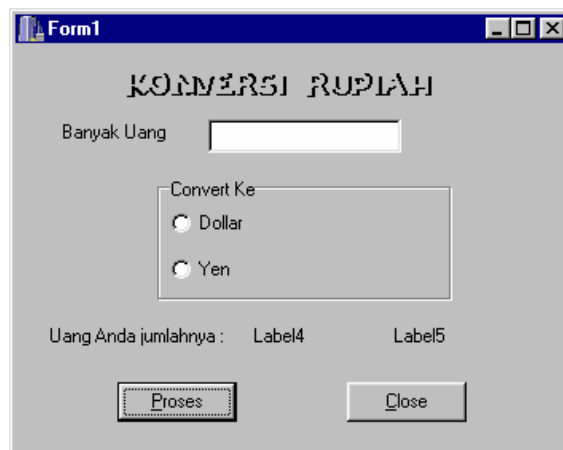 Form1
KONVERSI RUPIAH
Banyak Uang
Convert Ke
Dollar
Yen
Uang Anda jumlahnya : Label4 Label5
Proses Close